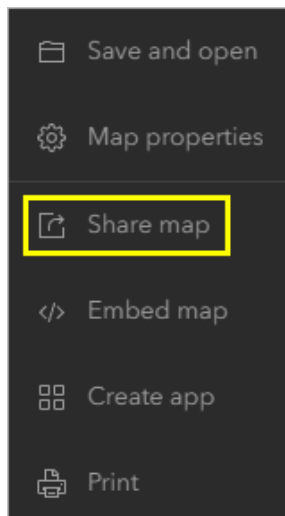 Save and open
Map properties
Share map
Embed map
Create app
Print